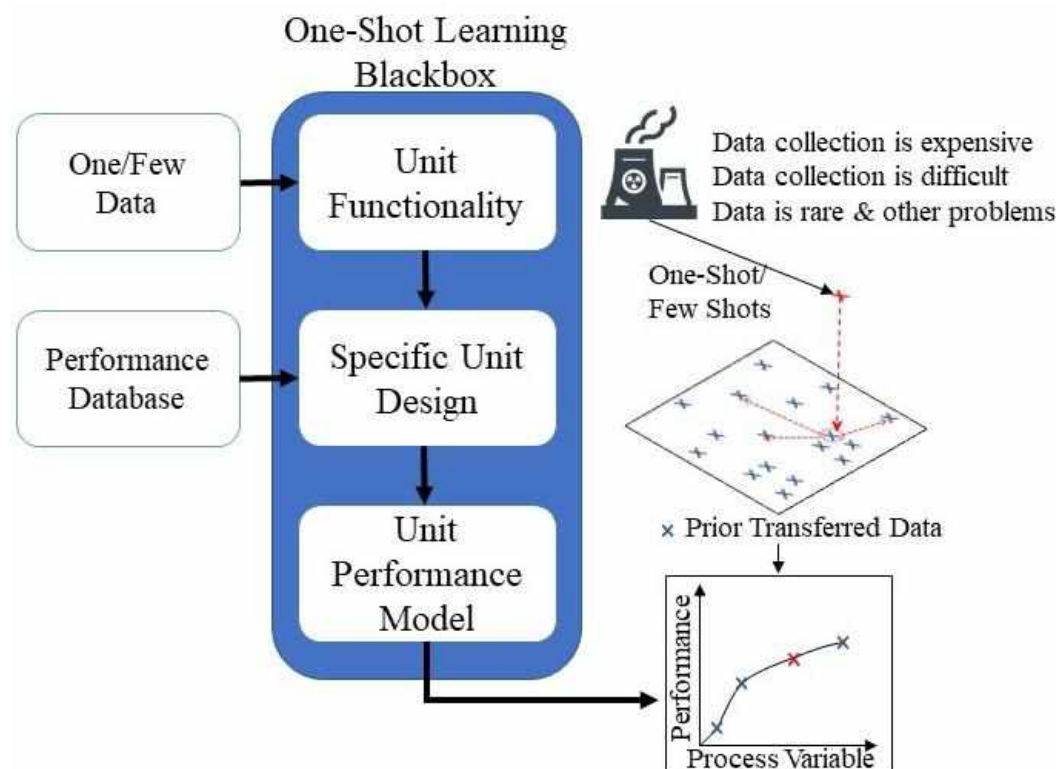 One-Shot Learning
Blackbox
One/Few
Data
Unit
Functionality
Performance
Database
Specific Unit
Design
Unit
Performance
Model
Data collection is expensive
Data collection is difficult
Data is rare & other problems
One-Shot/
Few Shots
× Prior Transferred Data
Performance
Process Variable